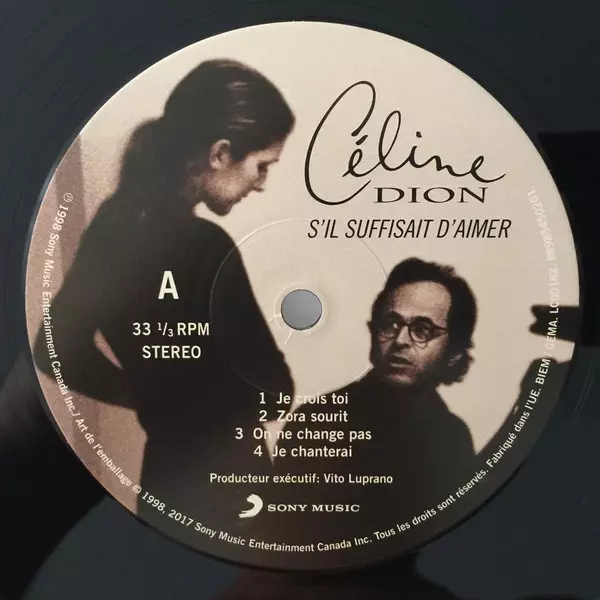 Céline
DION
S'IL SUFFISAIT D'AIMER
A
33 1/3 RPM
STEREO
1 Je crois toi
2 Zora sourit
3 On ne change pas
4 Je chanterai
Producteur exécutif: Vito Luprano
SONY MUSIC
℗ 1998 Sony Music Entertainment Canada Inc./ Art de l'emballage © 1998, 2017 Sony Music Entertainment Canada Inc. Tous les droits sont réservés. Fabriqué dans l'UE. BIEM / GEMA. LC00162. 88985450201